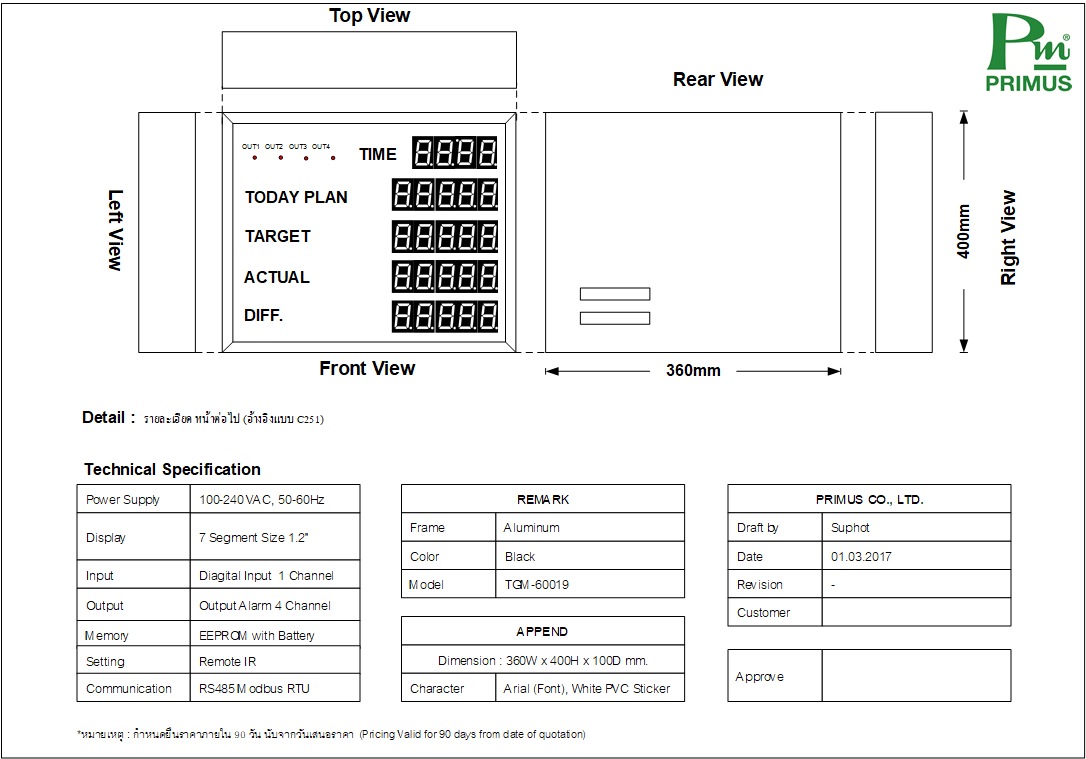 Top View
Pm®
PRIMUS
Rear View
OUT1 OUT2 OUT3 OUT4
TIME 88:88
TODAY PLAN 88888
TARGET 88888
ACTUAL 88888
DIFF. 88888
Left View
400mm
Right View
Front View
360mm
Detail : รายละเอียด หน้าต่อไป (อ้างอิงแบบ C251)
Technical Specification
Power Supply 100-240VAC, 50-60Hz
Display 7 Segment Size 1.2"
Input Diagital Input 1 Channel
Output Output Alarm 4 Channel
Memory EEPROM with Battery
Setting Remote IR
Communication RS485 Modbus RTU
REMARK
Frame Aluminum
Color Black
Model TGM-60019
APPEND
Dimension : 360W x 400H x 100D mm.
Character Arial (Font), White PVC Sticker
PRIMUS CO., LTD.
Draft by Suphot
Date 01.03.2017
Revision -
Customer
Approve
*หมายเหตุ : กำหนดยืนราคาภายใน 90 วัน นับจากวันเสนอราคา (Pricing Valid for 90 days from date of quotation)